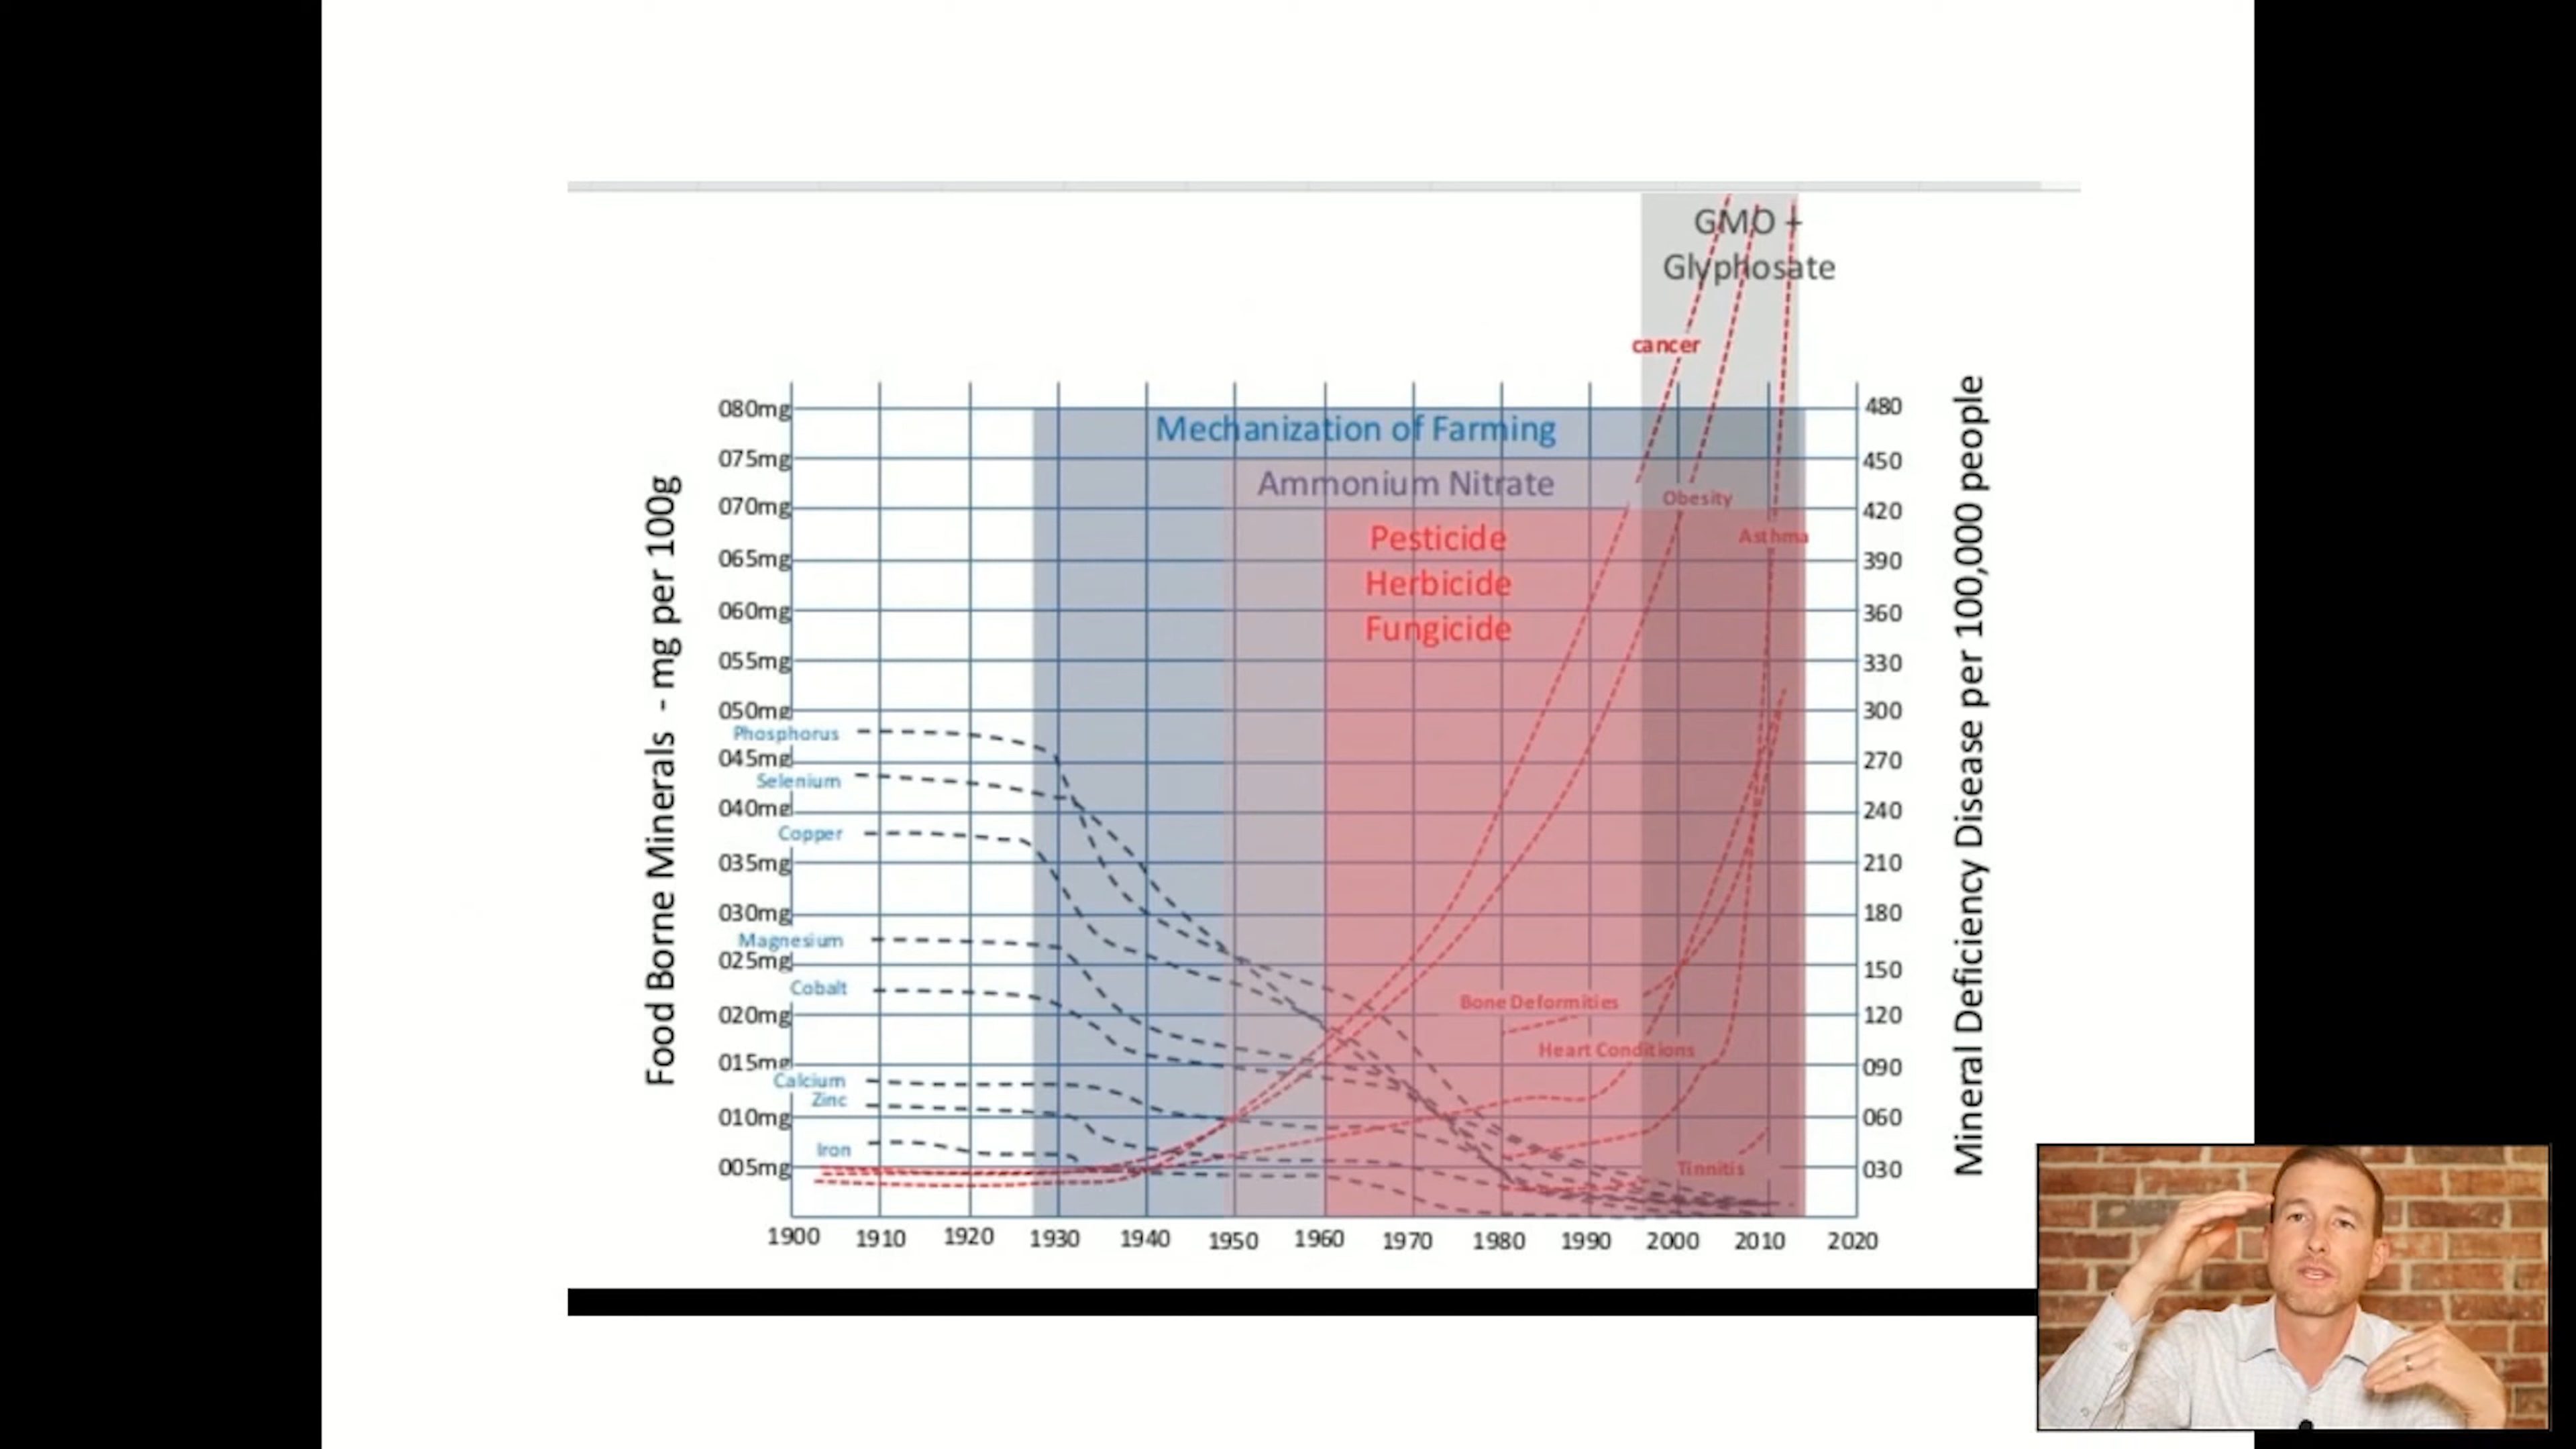 GMO +
Glyphosate
cancer
Mechanization of Farming
Ammonium Nitrate
Pesticide
Herbicide
Fungicide
Obesity
Asthma
Bone Deformities
Heart Conditions
Tinnitis
Food Borne Minerals - mg per 100g
080mg
075mg
070mg
065mg
060mg
055mg
050mg
Phosphorus
045mg
Selenium
040mg
Copper
035mg
030mg
Magnesium
025mg
Cobalt
020mg
015mg
Calcium
Zinc
010mg
Iron
005mg
480
450
420
390
360
330
300
270
240
210
180
150
120
090
060
030
Mineral Deficiency Disease per 100,000 people
1900 1910 1920 1930 1940 1950 1960 1970 1980 1990 2000 2010 2020